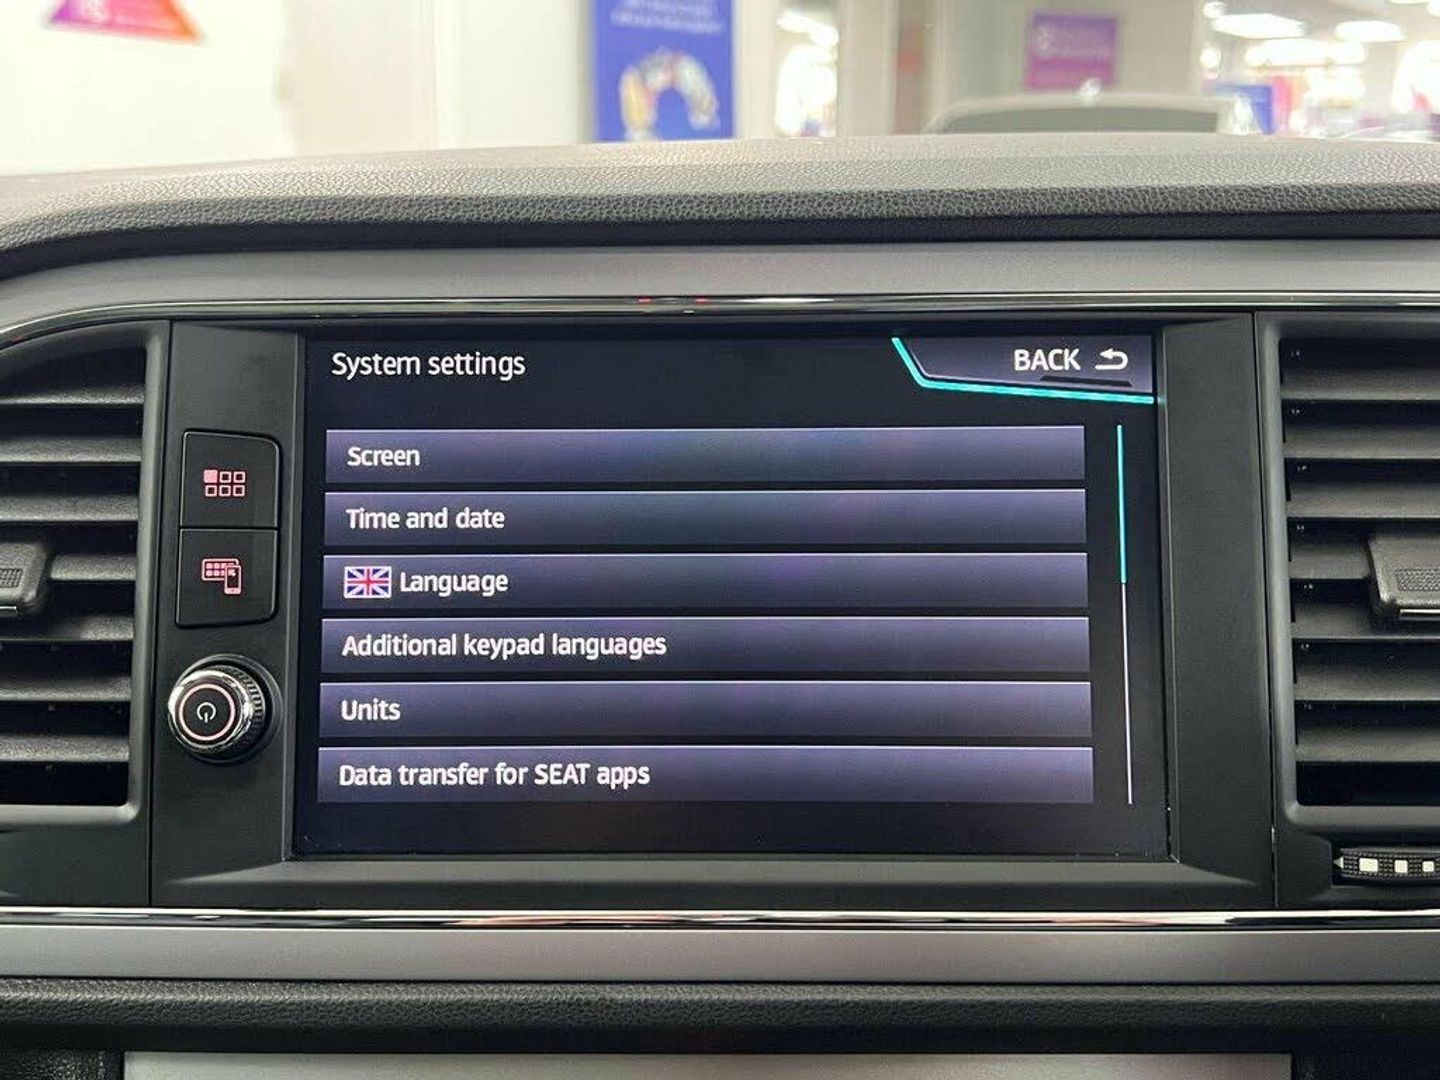 System settings
BACK
Screen
Time and date
Language
Additional keypad languages
Units
Data transfer for SEAT apps